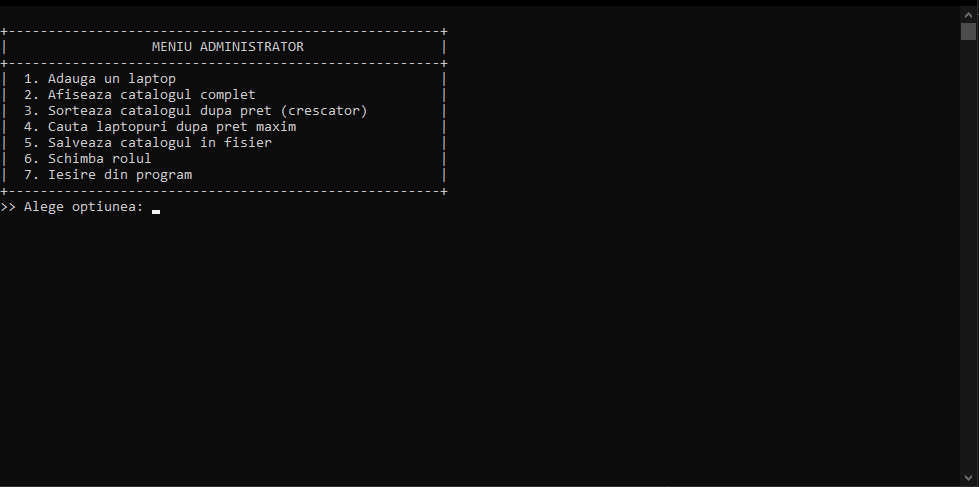 +------------------------------------------------------+
|                  MENIU ADMINISTRATOR                 |
+------------------------------------------------------+
|  1. Adauga un laptop                                 |
|  2. Afiseaza catalogul complet                       |
|  3. Sorteaza catalogul dupa pret (crescator)         |
|  4. Cauta laptopuri dupa pret maxim                  |
|  5. Salveaza catalogul in fisier                     |
|  6. Schimba rolul                                    |
|  7. Iesire din program                               |
+------------------------------------------------------+
>> Alege optiunea: